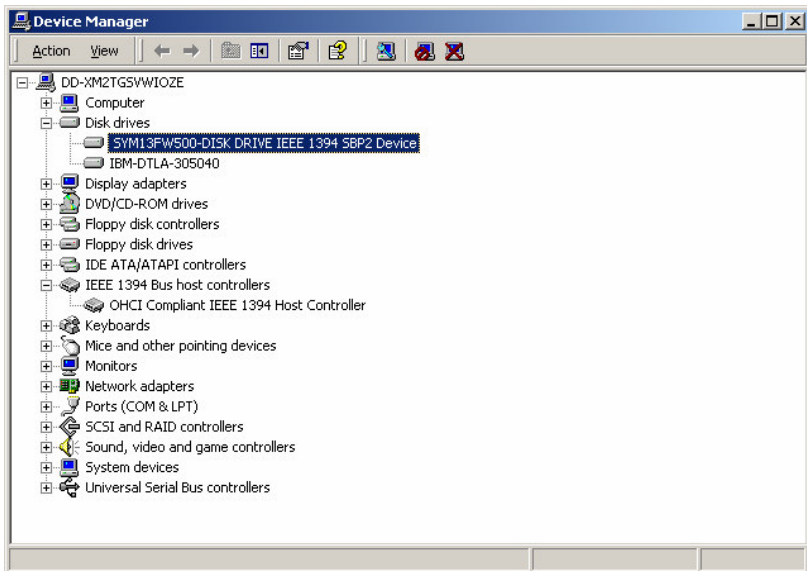 Device Manager
Action View
DD-XM2TGSVWIOZE
Computer
Disk drives
SYM13FW500-DISK DRIVE IEEE 1394 SBP2 Device
IBM-DTLA-305040
Display adapters
DVD/CD-ROM drives
Floppy disk controllers
Floppy disk drives
IDE ATA/ATAPI controllers
IEEE 1394 Bus host controllers
OHCI Compliant IEEE 1394 Host Controller
Keyboards
Mice and other pointing devices
Monitors
Network adapters
Ports (COM & LPT)
SCSI and RAID controllers
Sound, video and game controllers
System devices
Universal Serial Bus controllers